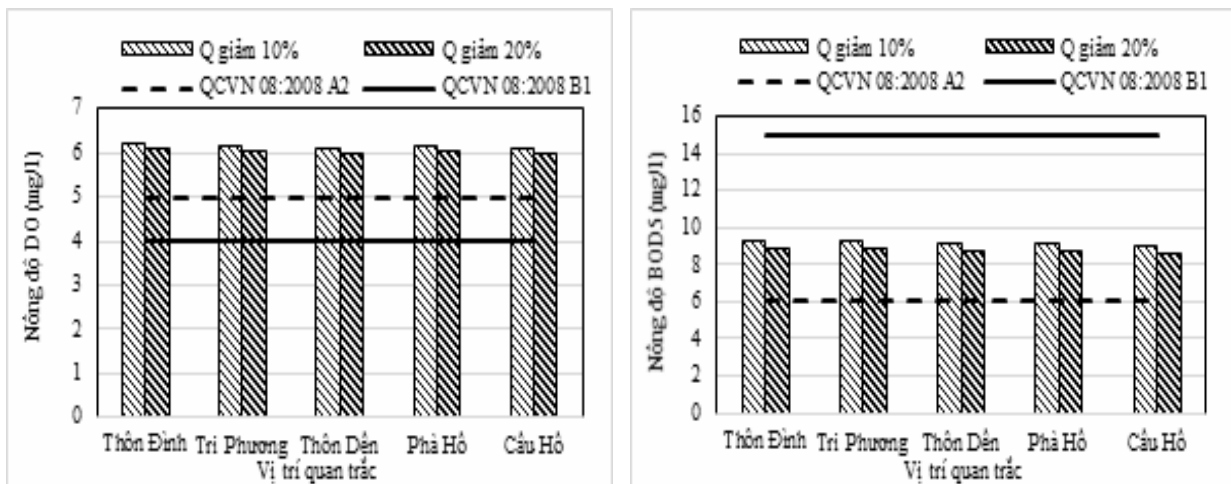 Q giảm 10%
Q giảm 20%
QCVN 08:2008 A2
QCVN 08:2008 B1
Nồng độ DO (mg/l)
7
6
5
4
3
2
1
0
Thôn Đình
Tri Phương
Thôn Dền
Phà Hồ
Cầu Hồ
Vị trí quan trắc
Q giảm 10%
Q giảm 20%
QCVN 08:2008 A2
QCVN 08:2008 B1
Nồng độ BOD5 (mg/l)
16
14
12
10
8
6
4
2
0
Thôn Đình
Tri Phương
Thôn Dền
Phà Hồ
Cầu Hồ
Vị trí quan trắc